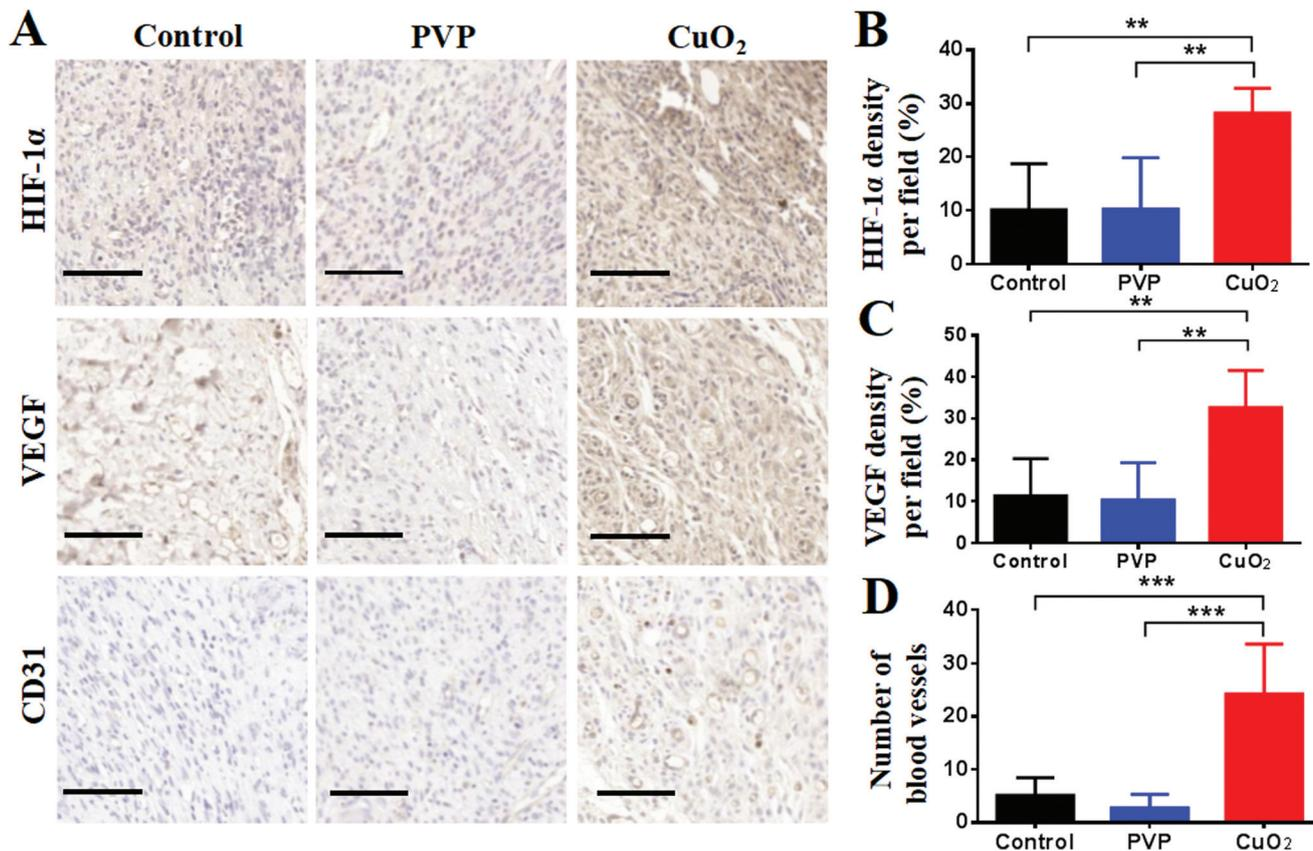 A
Control PVP CuO₂
HIF-1α
VEGF
CD31
B
**
**
HIF-1α density
per field (%)
40
30
20
10
0
Control PVP CuO₂
C
**
**
VEGF density
per field (%)
50
40
30
20
10
0
Control PVP CuO₂
D
***
***
Number of
blood vessels
40
30
20
10
0
Control PVP CuO₂